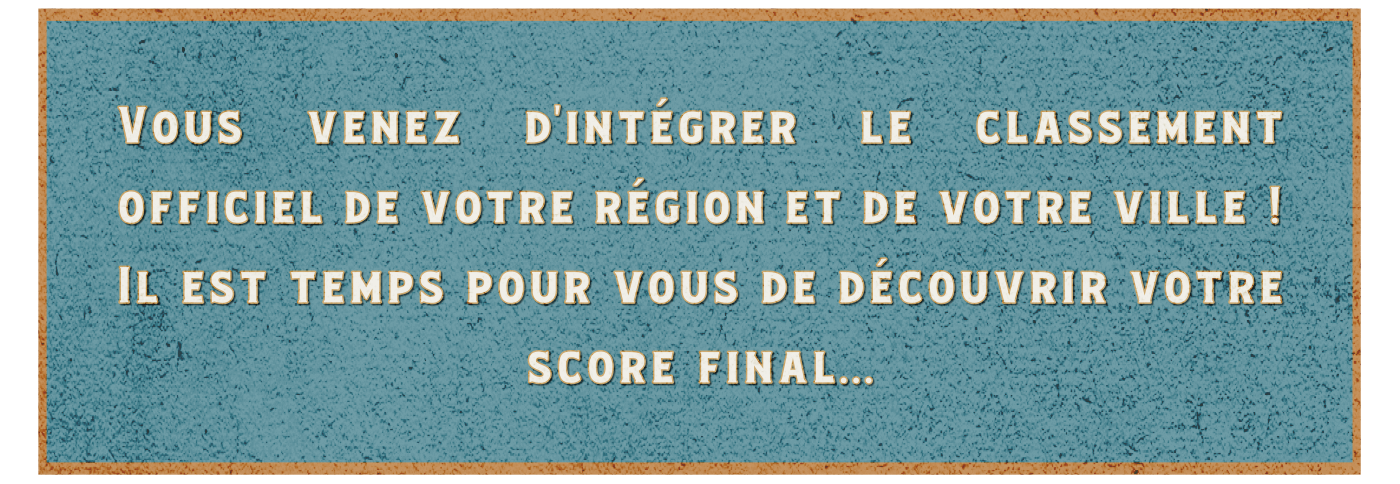 Vous venez d'intégrer le classement
officiel de votre région et de votre ville !
Il est temps pour vous de découvrir votre
score final...